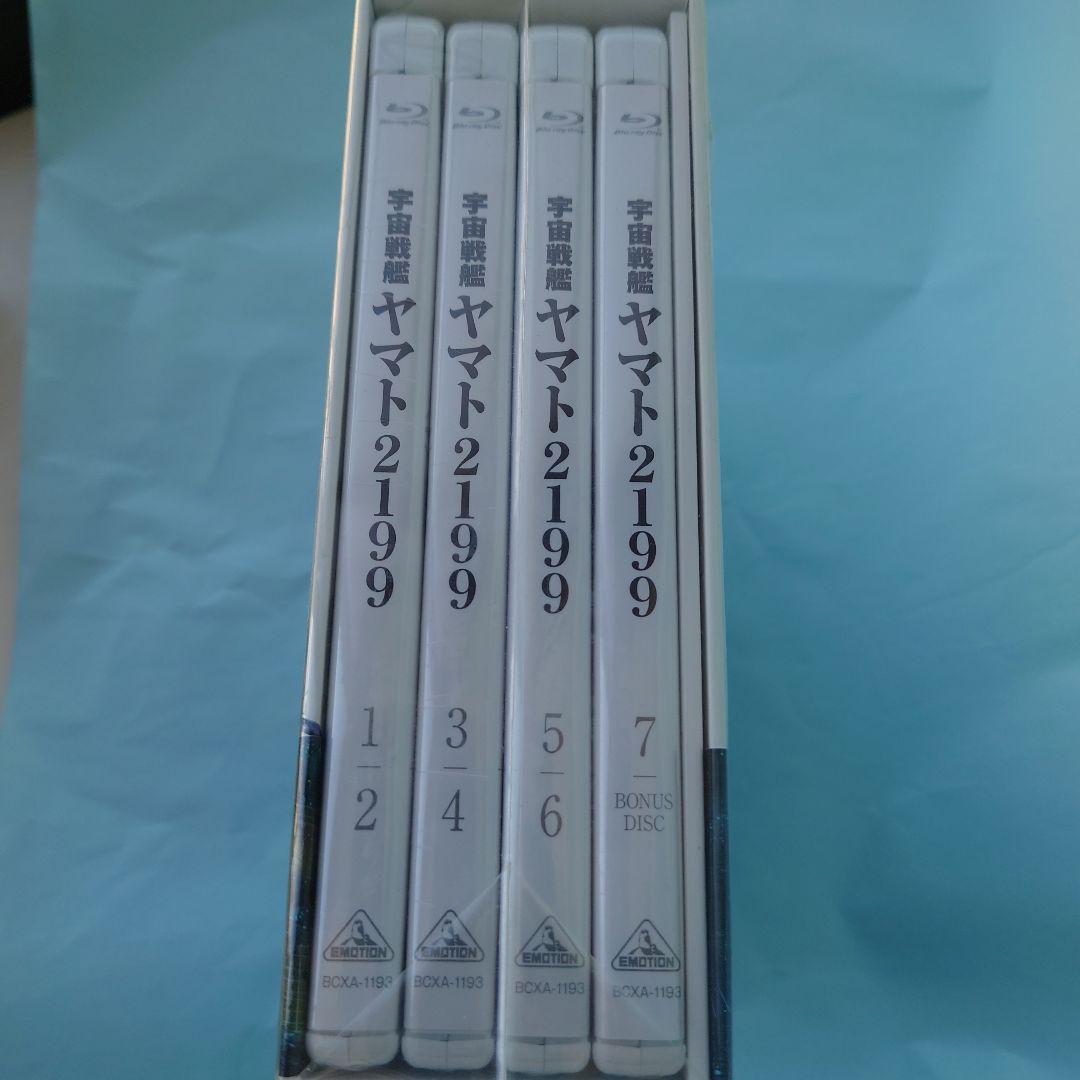 Blu-ray Disc
宇宙戦艦
ヤマト2199
1
2
EMOTION
BCXA-1193
Blu-ray Disc
宇宙戦艦
ヤマト2199
3
4
EMOTION
BCXA-1193
Blu-ray Disc
宇宙戦艦
ヤマト2199
5
6
EMOTION
BCXA-1193
Blu-ray Disc
宇宙戦艦
ヤマト2199
7
BONUS
DISC
EMOTION
BCXA-1193